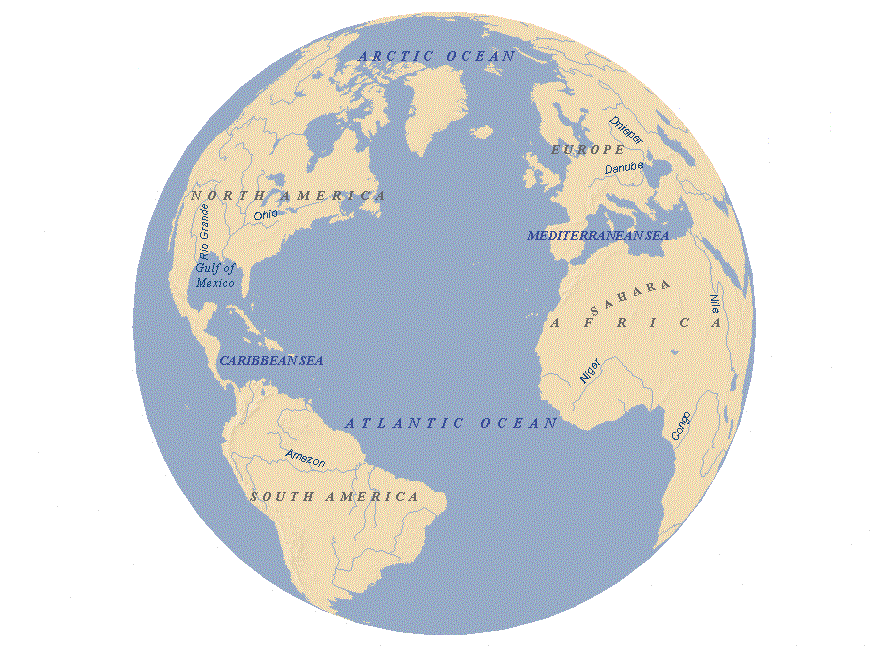 ARCTIC OCEAN
Dnieper
EUROPE
Danube
NORTH AMERICA
Ohio
Rio Grande
MEDITERRANEAN SEA
Gulf of
Mexico
SAHARA
Nile
AFRICA
CARIBBEAN SEA
Niger
ATLANTIC OCEAN
Congo
Amazon
SOUTH AMERICA